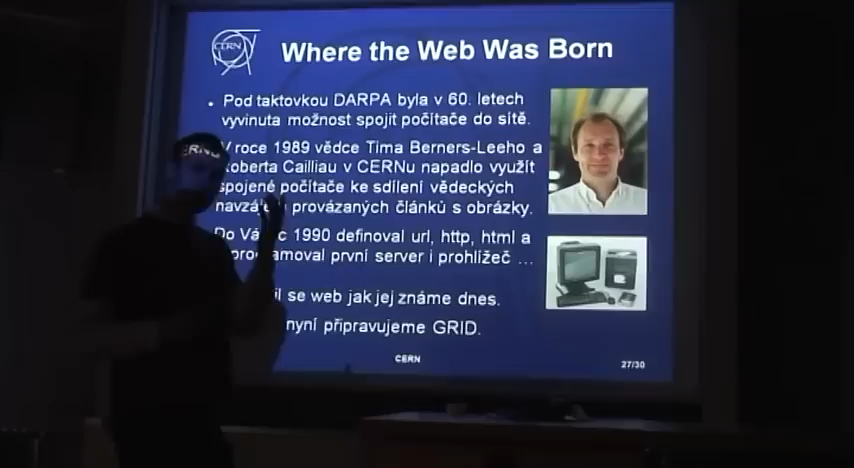 CERN
Where the Web Was Born
• Pod taktovkou DARPA byla v 60. letech
vyvinuta možnost spojit počítače do sítě.
V roce 1989 vědce Tima Berners-Leeho a
Roberta Cailliau v CERNu napadlo využít
spojené počítače ke sdílení vědeckých
provázaných článků s obrázky.
Do 1990 definoval url, http, html a
první server i prohlížeč ...
se web jak jej známe dnes.
nyní připravujeme GRID.
CERN
27/30